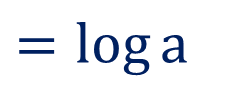 = log a